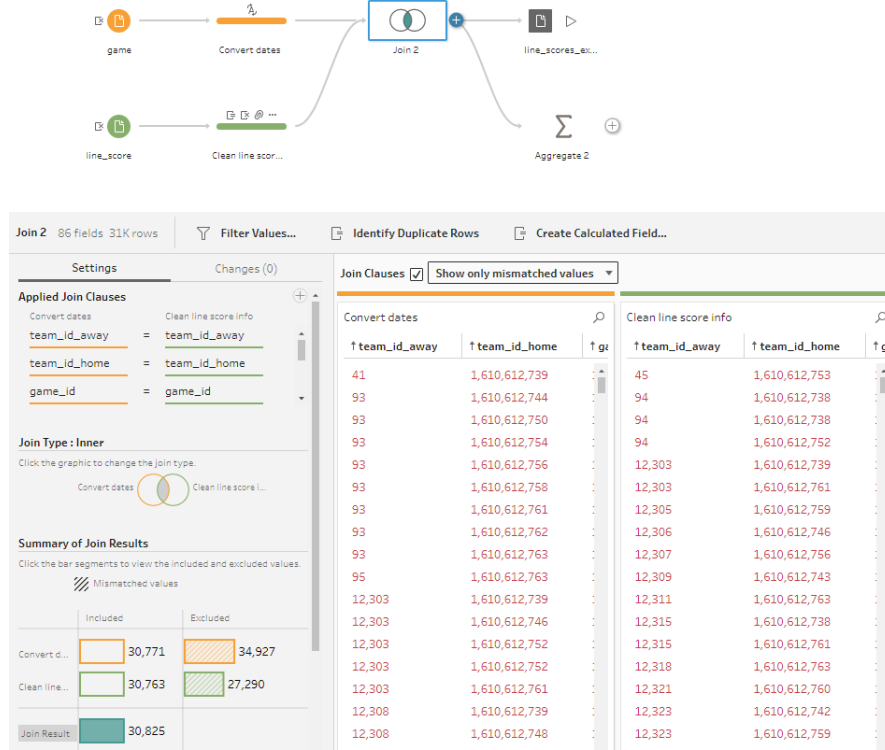 game
Convert dates
Join 2
line_scores_ex...
line_score
Clean line scor...
Aggregate 2
Join 2 86 fields 31K rows Filter Values... Identify Duplicate Rows Create Calculated Field...
Settings Changes (0)
Join Clauses Show only mismatched values
Applied Join Clauses
Convert dates Clean line score info
team_id_away = team_id_away
team_id_home = team_id_home
game_id = game_id
Join Type : Inner
Click the graphic to change the join type.
Convert dates Clean line score i...
Summary of Join Results
Click the bar segments to view the included and excluded values.
Mismatched values
Included Excluded
Convert d... 30,771 34,927
Clean line... 30,763 27,290
Join Result 30,825
Convert dates
team_id_away team_id_home ga
41 1,610,612,739
93 1,610,612,744
93 1,610,612,750
93 1,610,612,754
93 1,610,612,756
93 1,610,612,758
93 1,610,612,761
93 1,610,612,762
93 1,610,612,763
95 1,610,612,763
12,303 1,610,612,739
12,303 1,610,612,746
12,303 1,610,612,752
12,303 1,610,612,752
12,303 1,610,612,761
12,308 1,610,612,739
12,308 1,610,612,748
Clean line score info
team_id_away team_id_home g
45 1,610,612,753
94 1,610,612,738
94 1,610,612,738
94 1,610,612,752
12,303 1,610,612,739
12,303 1,610,612,761
12,305 1,610,612,759
12,306 1,610,612,746
12,307 1,610,612,756
12,309 1,610,612,743
12,311 1,610,612,763
12,315 1,610,612,738
12,315 1,610,612,761
12,318 1,610,612,763
12,321 1,610,612,760
12,323 1,610,612,742
12,323 1,610,612,759